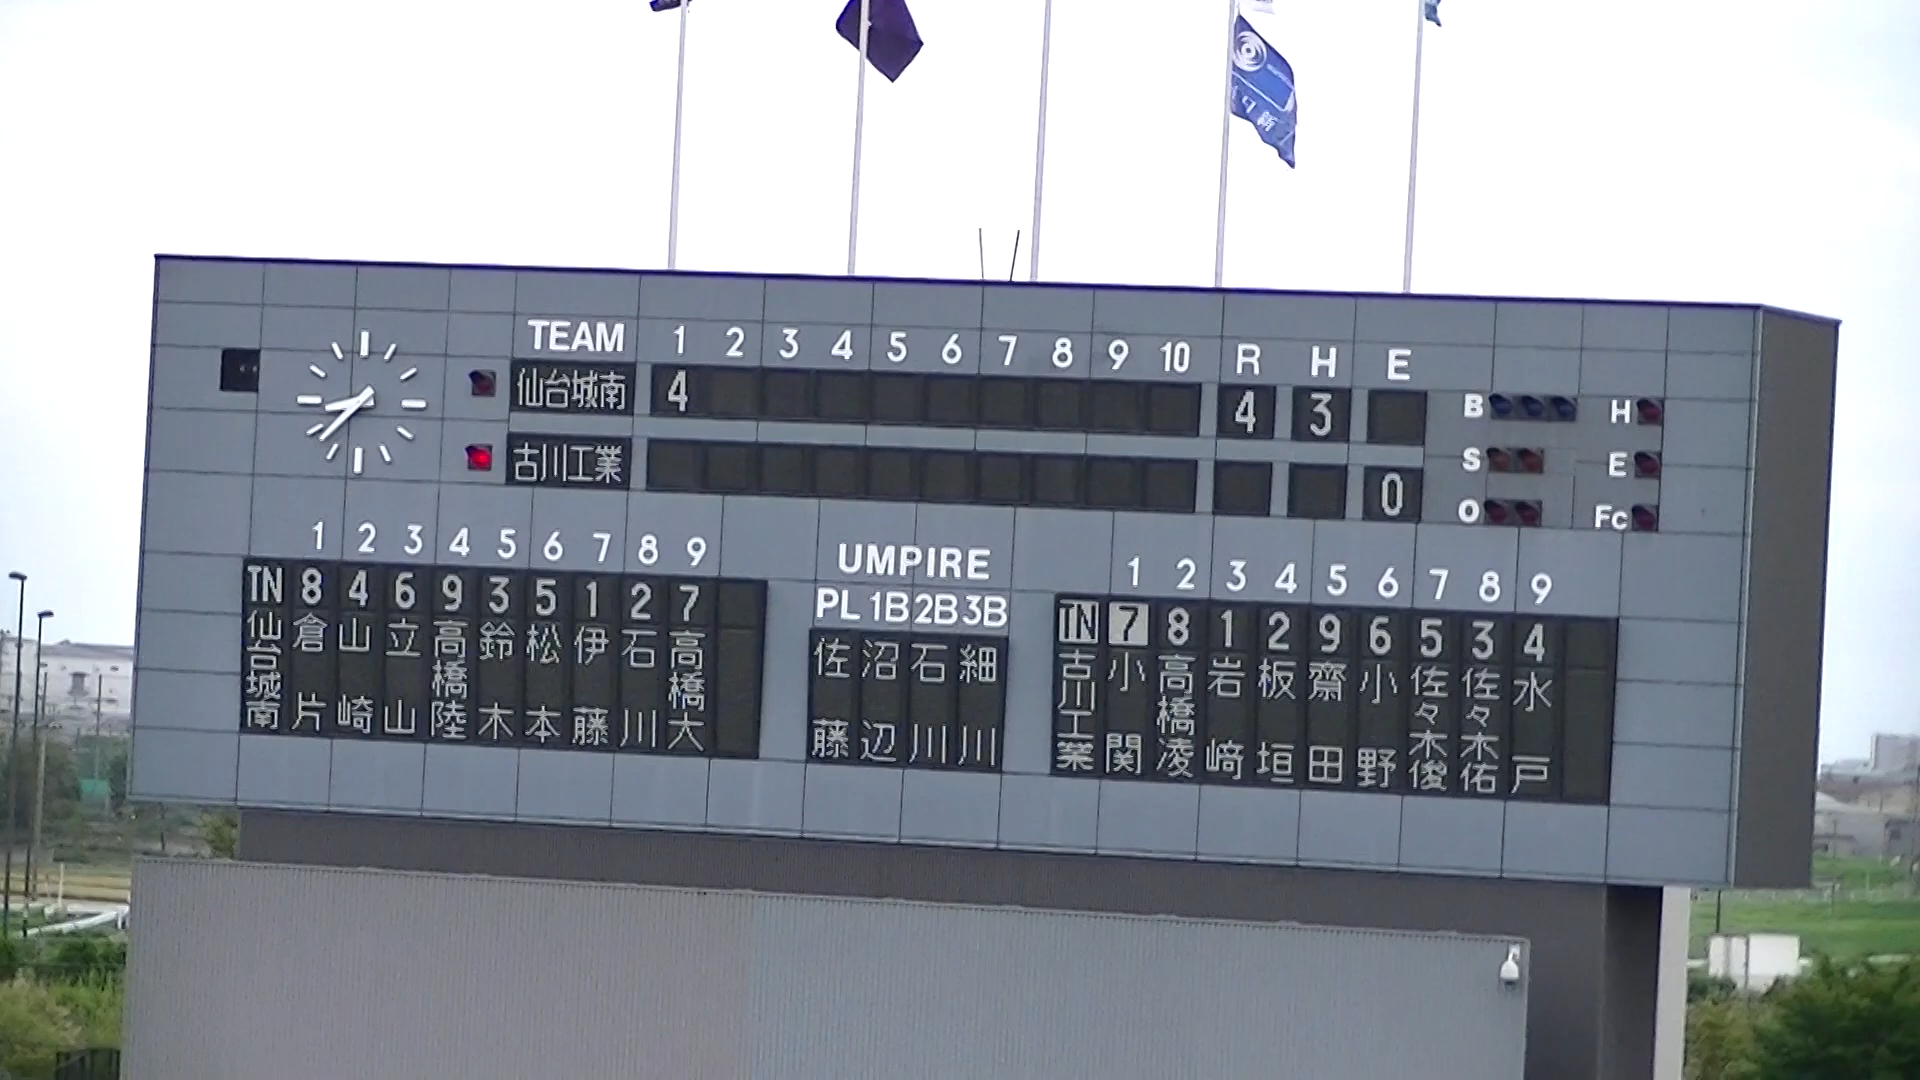 TEAM 1 2 3 4 5 6 7 8 9 10 R H E
仙台城南 4 4 3
古川工業 0
B H
S E
O Fc
1 2 3 4 5 6 7 8 9
TN 8 4 6 9 3 5 1 2 7
仙台城南
倉片
山崎
立山
高橋陸
鈴木
松本
伊藤
石川
高橋大
UMPIRE
PL 1B 2B 3B
佐藤
沼辺
石川
細川
1 2 3 4 5 6 7 8 9
TN 7 8 1 2 9 6 5 3 4
古川工業
小関
高橋凌
岩﨑
板垣
齋田
小野
佐々木俊
佐々木佑
水戸